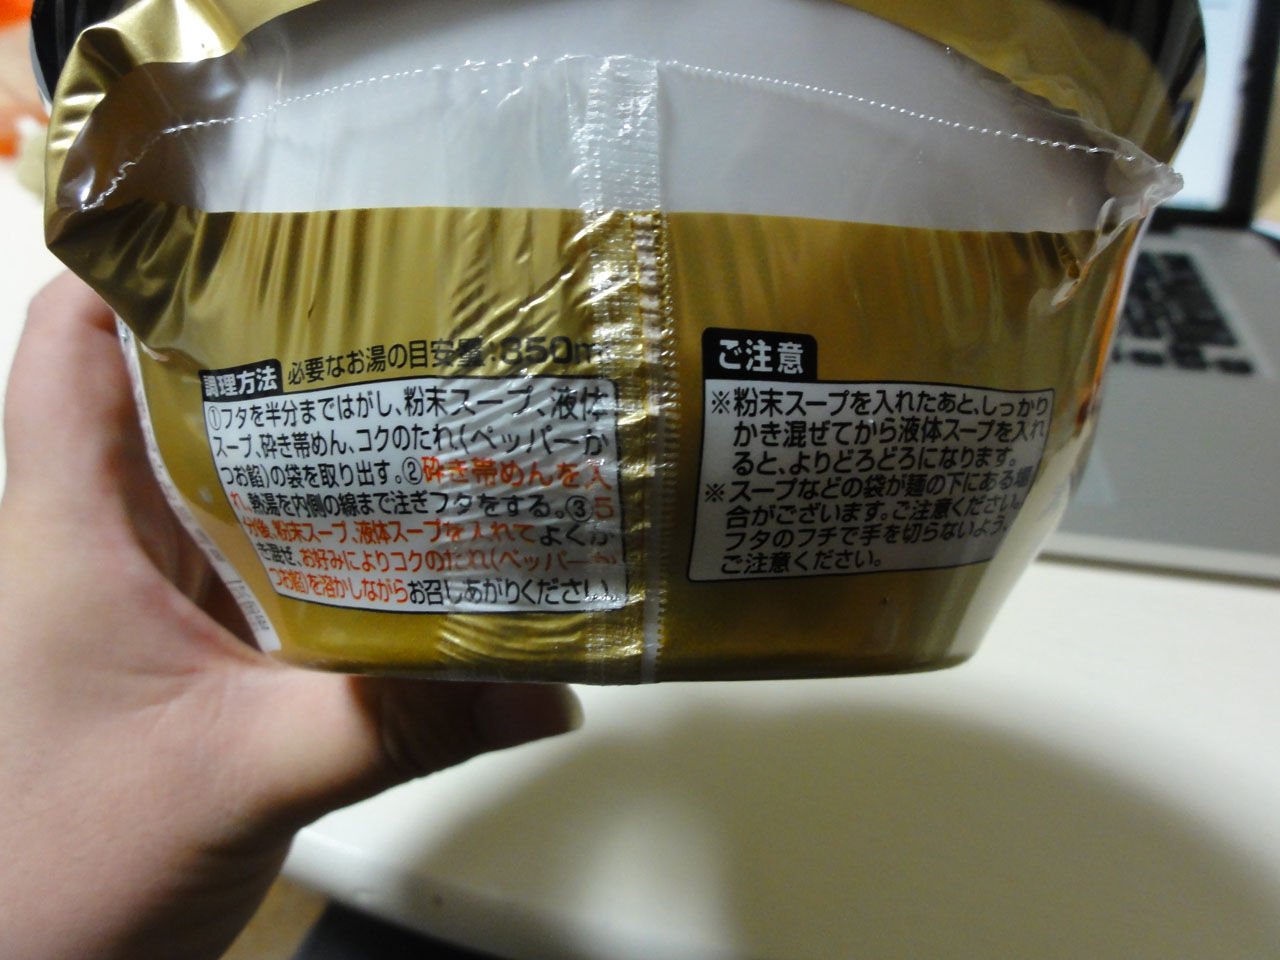 調理方法 必要なお湯の目安量:350m
①フタを半分まではがし、粉末スープ、液体
スープ、砕き帯めん、コクのたれ(ペッパーか
つお餡)の袋を取り出す。②砕き帯めんを入
れ、熱湯を内側の線まで注ぎフタをする。③5
分後、粉末スープ、液体スープを入れてよくか
き混ぜ、お好みによりコクのたれ(ペッパーか
つお餡)を溶かしながらお召しあがりください。
ご注意
※粉末スープを入れたあと、しっかり
かき混ぜてから液体スープを入れ
ると、よりどろどろになります。
※スープなどの袋が麺の下にある場
合がございます。ご注意ください。
フタのフチで手を切らないよう、
ご注意ください。